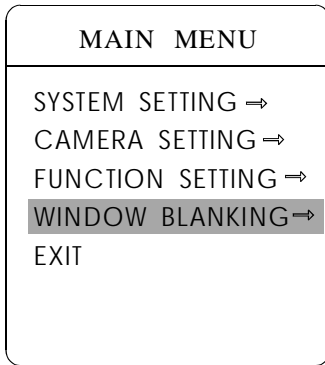 MAIN MENU
SYSTEM SETTING ⇒
CAMERA SETTING ⇒
FUNCTION SETTING ⇒
WINDOW BLANKING ⇒
EXIT